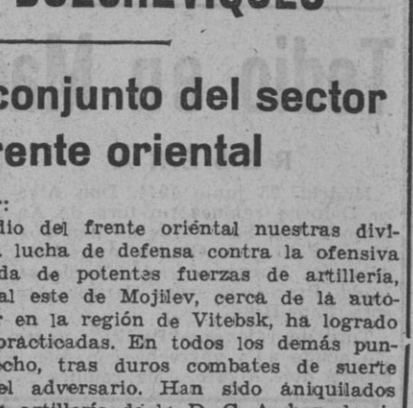 BOLCHEVIQUES
conjunto del sector
rente oriental
:
dio del frente oriental nuestras divi-
lucha de defensa contra la ofensiva
da de potentes fuerzas de artillería,
al este de Mojilev, cerca de la auto-
r en la región de Vitebsk, ha logrado
practicadas. En todos los demás pun-
echo, tras duros combates de suerte
el adversario. Han sido aniquilados